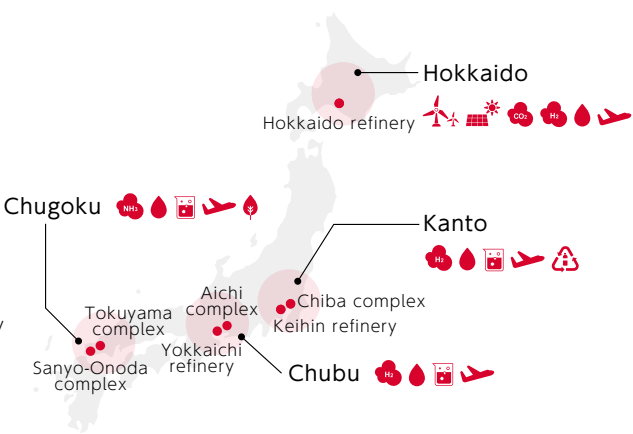 Hokkaido
Hokkaido refinery
CO2
H2
Chugoku
NH3
Kanto
H2
Aichi
complex
Chiba complex
Keihin refinery
Tokuyama
complex
Yokkaichi
refinery
Sanyo-Onoda
complex
Chubu
H2
y